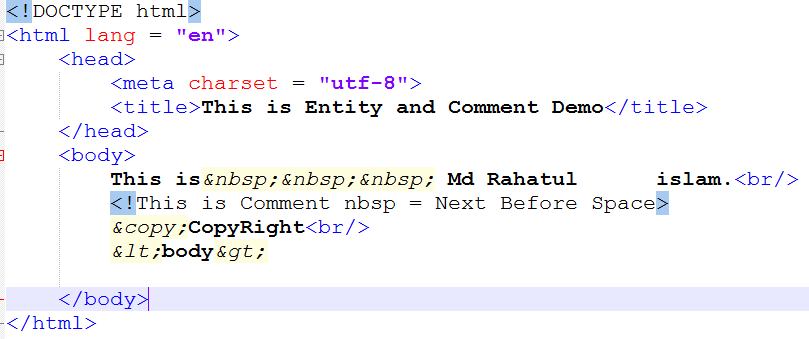 <!DOCTYPE html>
<html lang = "en">
    <head>
        <meta charset = "utf-8">
        <title>This is Entity and Comment Demo</title>
    </head>
    <body>
        This is&nbsp;&nbsp;&nbsp; Md Rahatul      islam.<br/>
        <!This is Comment nbsp = Next Before Space>
        &copy;CopyRight<br/>
        &lt;body&gt;
    </body>
</html>